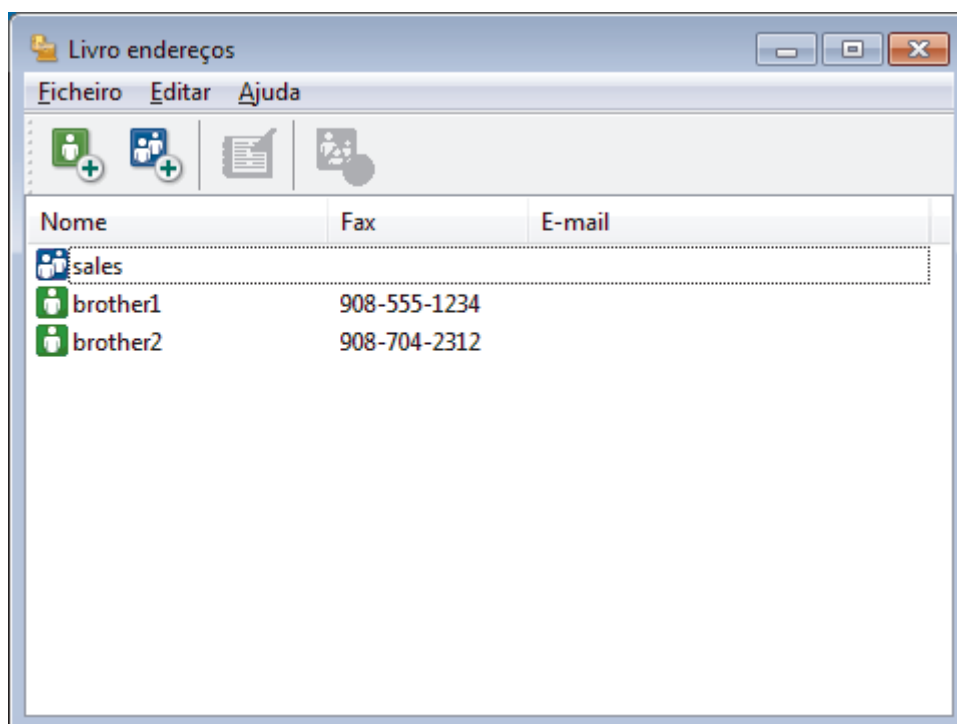 Livro endereços
Ficheiro Editar Ajuda
Nome Fax E-mail
sales
brother1 908-555-1234
brother2 908-704-2312